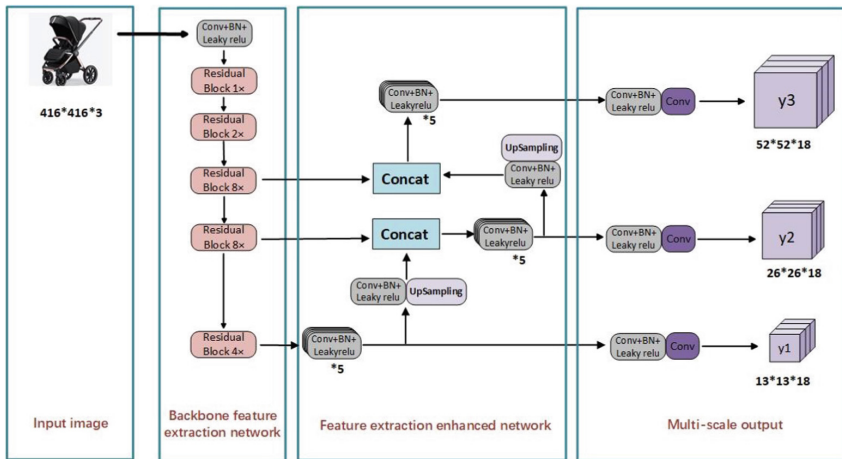 416*416*3
Input image
Conv+BN+
Leaky relu
Residual
Block 1×
Residual
Block 2×
Residual
Block 8×
Residual
Block 8×
Residual
Block 4×
Backbone feature
extraction network
Conv+BN+
Leakyrelu
*5
UpSampling
Conv+BN+
Leaky relu
Concat
Concat
Conv+BN+
Leakyrelu
*5
Conv+BN+
Leaky relu
UpSampling
Conv+BN+
Leakyrelu
*5
Feature extraction enhanced network
Conv+BN+
Leaky relu
Conv
y3
52*52*18
Conv+BN+
Leaky relu
Conv
y2
26*26*18
Conv+BN+
Leaky relu
Conv
y1
13*13*18
Multi-scale output